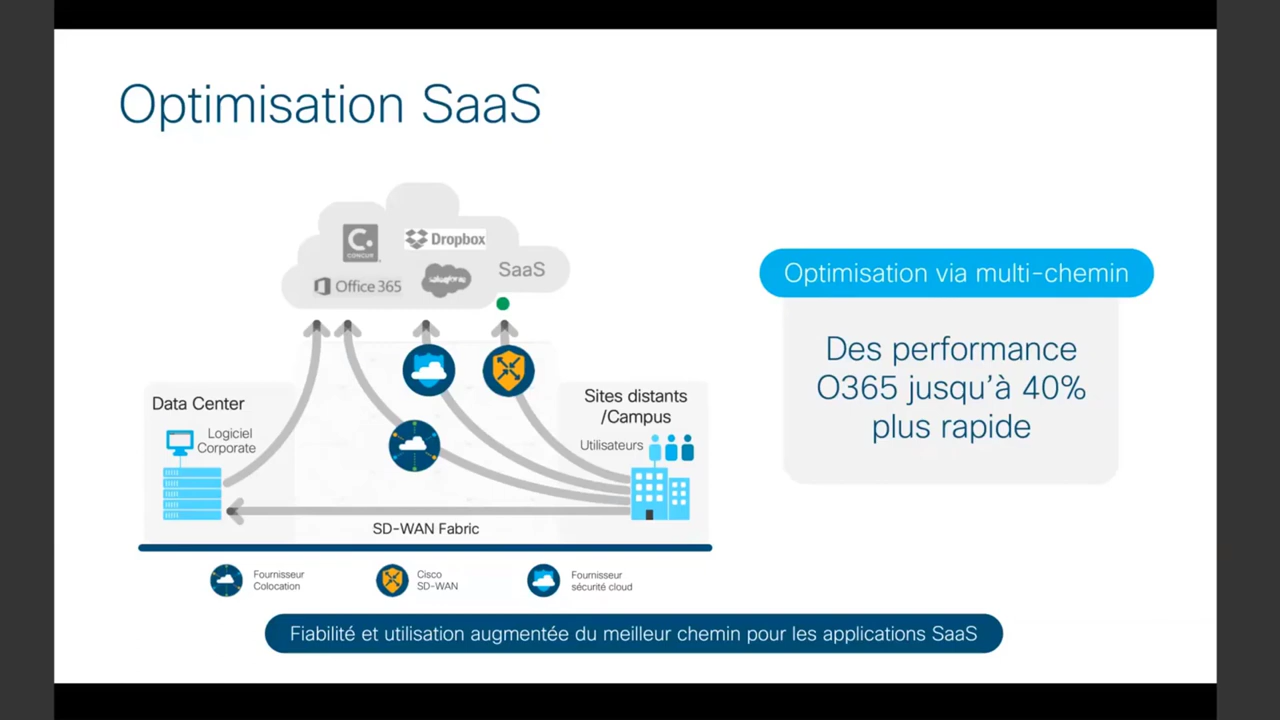 Optimisation SaaS
C.
CONCUR
Dropbox
Office 365
salesforce
SaaS
Optimisation via multi-chemin
Des performance
O365 jusqu'à 40%
plus rapide
Data Center
Logiciel
Corporate
Sites distants
/Campus
Utilisateurs
SD-WAN Fabric
Fournisseur
Colocation
Cisco
SD-WAN
Fournisseur
sécurité cloud
Fiabilité et utilisation augmentée du meilleur chemin pour les applications SaaS